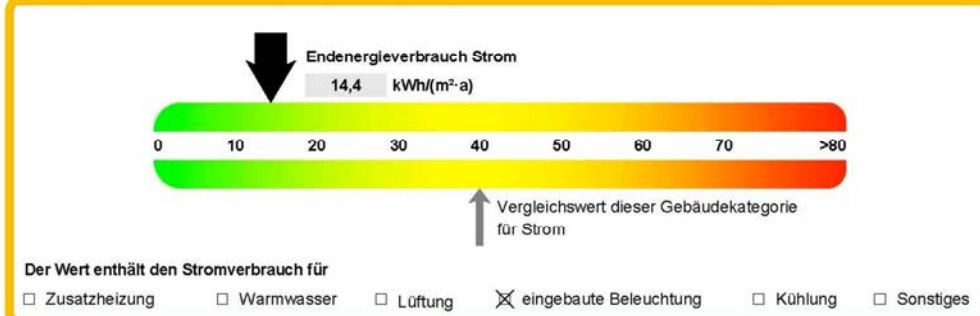 Endenergieverbrauch Strom
14,4 kWh/(m²·a)
0 10 20 30 40 50 60 70 >80
Vergleichswert dieser Gebäudekategorie
für Strom
Der Wert enthält den Stromverbrauch für
☐ Zusatzheizung ☐ Warmwasser ☐ Lüftung ☒ eingebaute Beleuchtung ☐ Kühlung ☐ Sonstiges